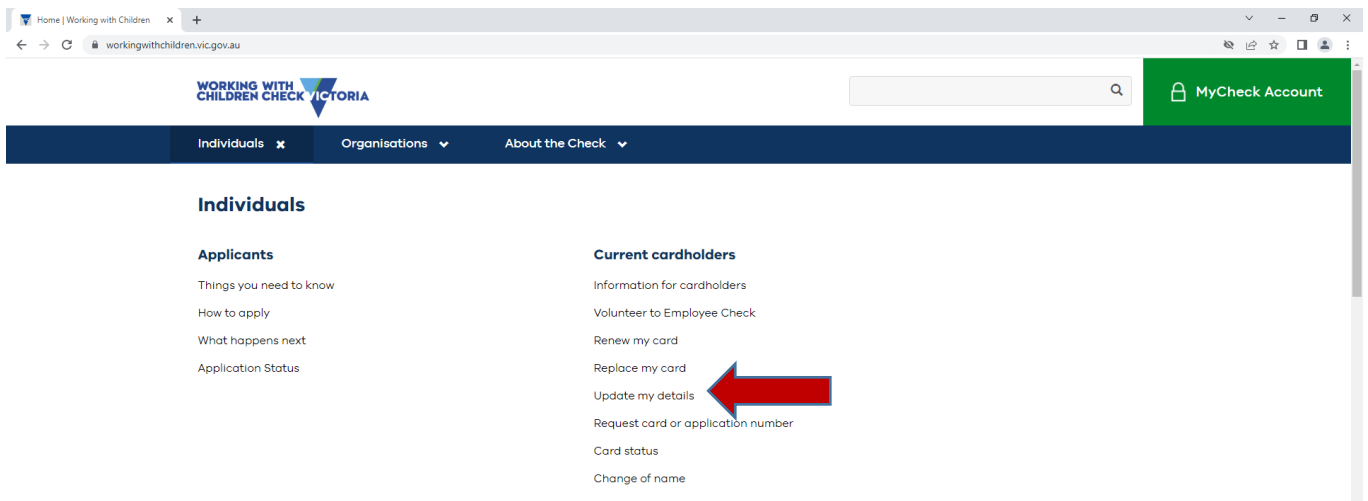 Home | Working with Children
workingwithchildren.vic.gov.au
WORKING WITH
CHILDREN CHECK VICTORIA
MyCheck Account
Individuals
Organisations
About the Check
Individuals
Applicants
Things you need to know
How to apply
What happens next
Application Status
Current cardholders
Information for cardholders
Volunteer to Employee Check
Renew my card
Replace my card
Update my details
Request card or application number
Card status
Change of name